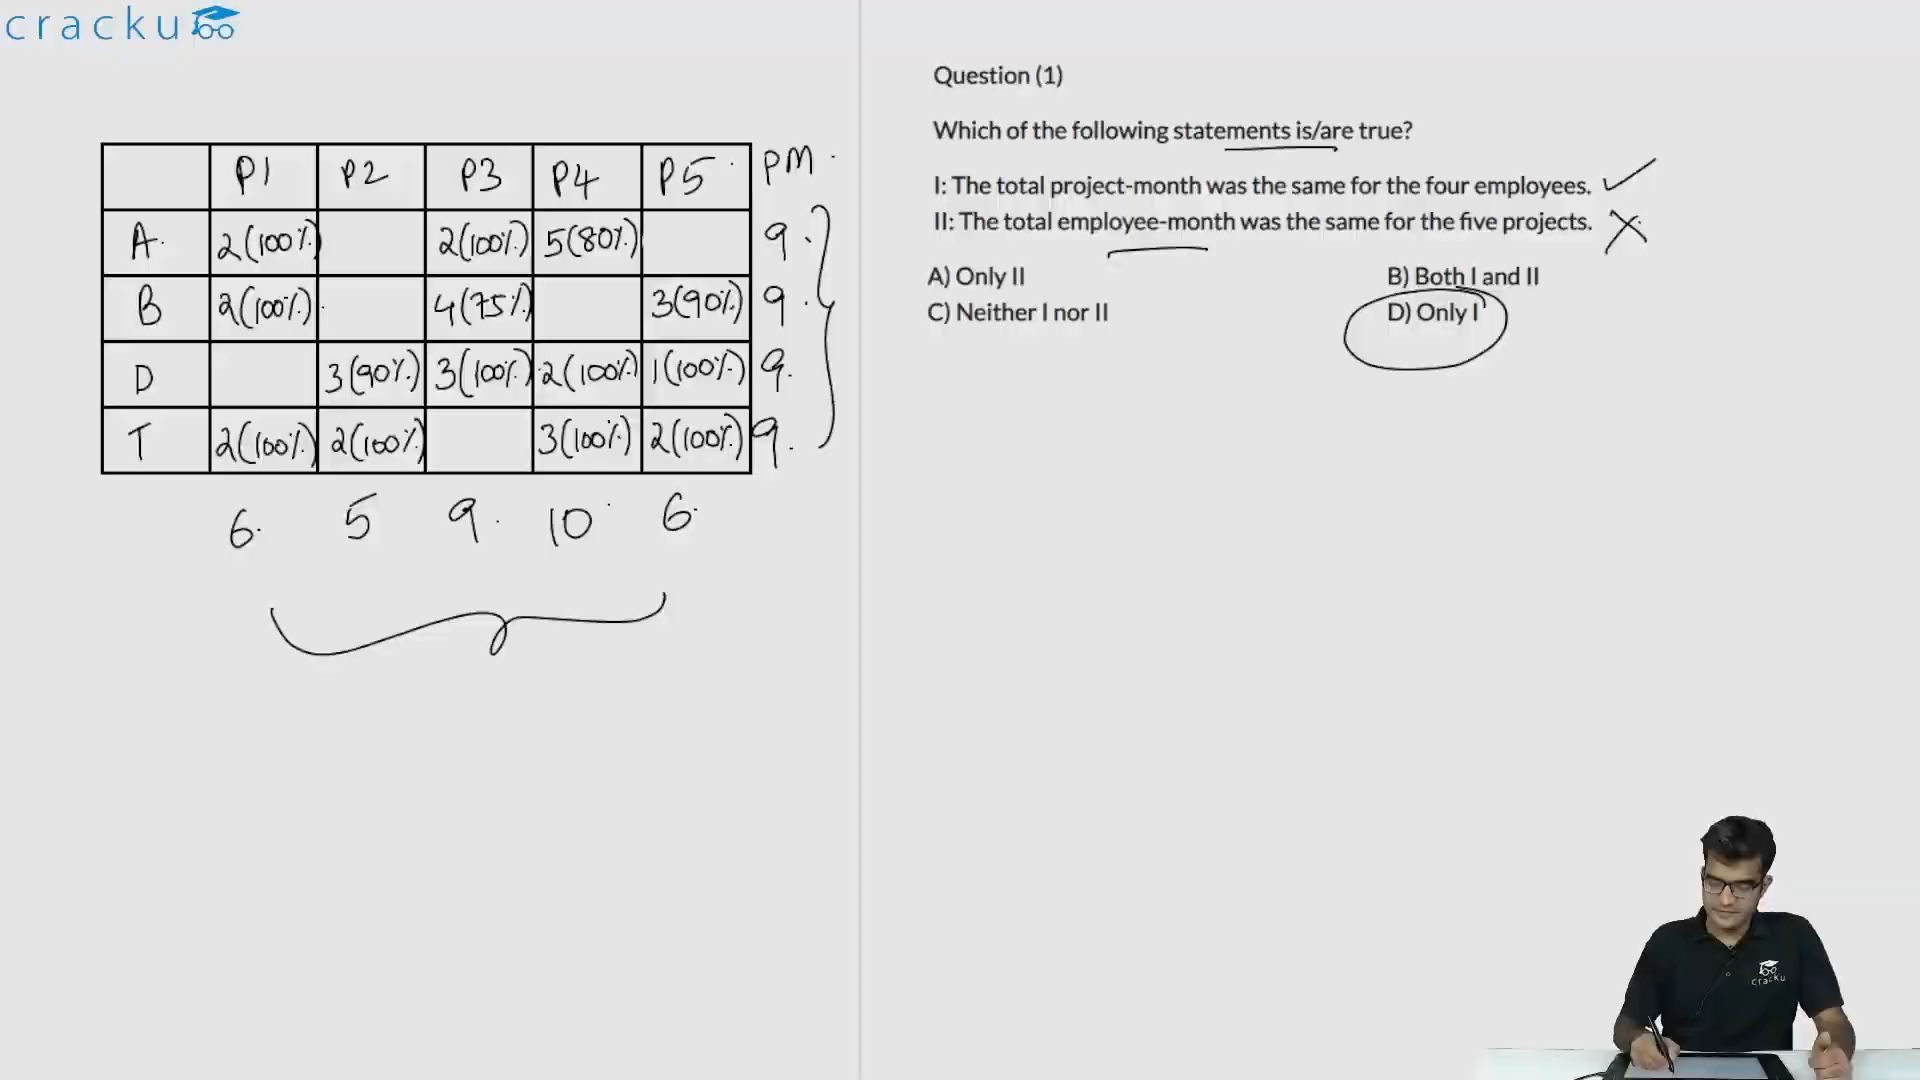 cracku
P1 P2 P3 P4 P5 PM
A 2(100%) 2(100%) 5(80%) 9
B 2(100%) 4(75%) 3(90%) 9
D 3(90%) 3(100%) 2(100%) 1(100%) 9
T 2(100%) 2(100%) 3(100%) 2(100%) 9
6 5 9 10 6
Question (1)
Which of the following statements is/are true?
I: The total project-month was the same for the four employees.
II: The total employee-month was the same for the five projects.
A) Only II B) Both I and II
C) Neither I nor II D) Only I
cracku